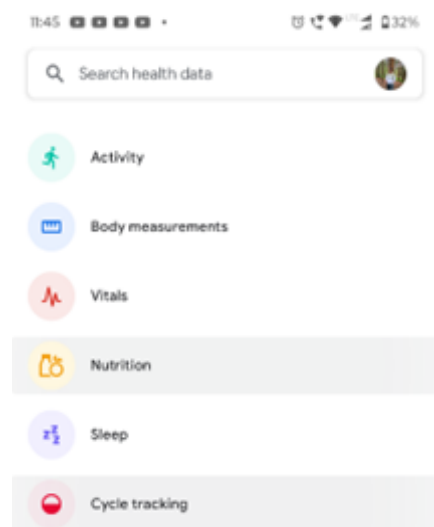 11:45
32%
Search health data
Activity
Body measurements
Vitals
Nutrition
Sleep
Cycle tracking